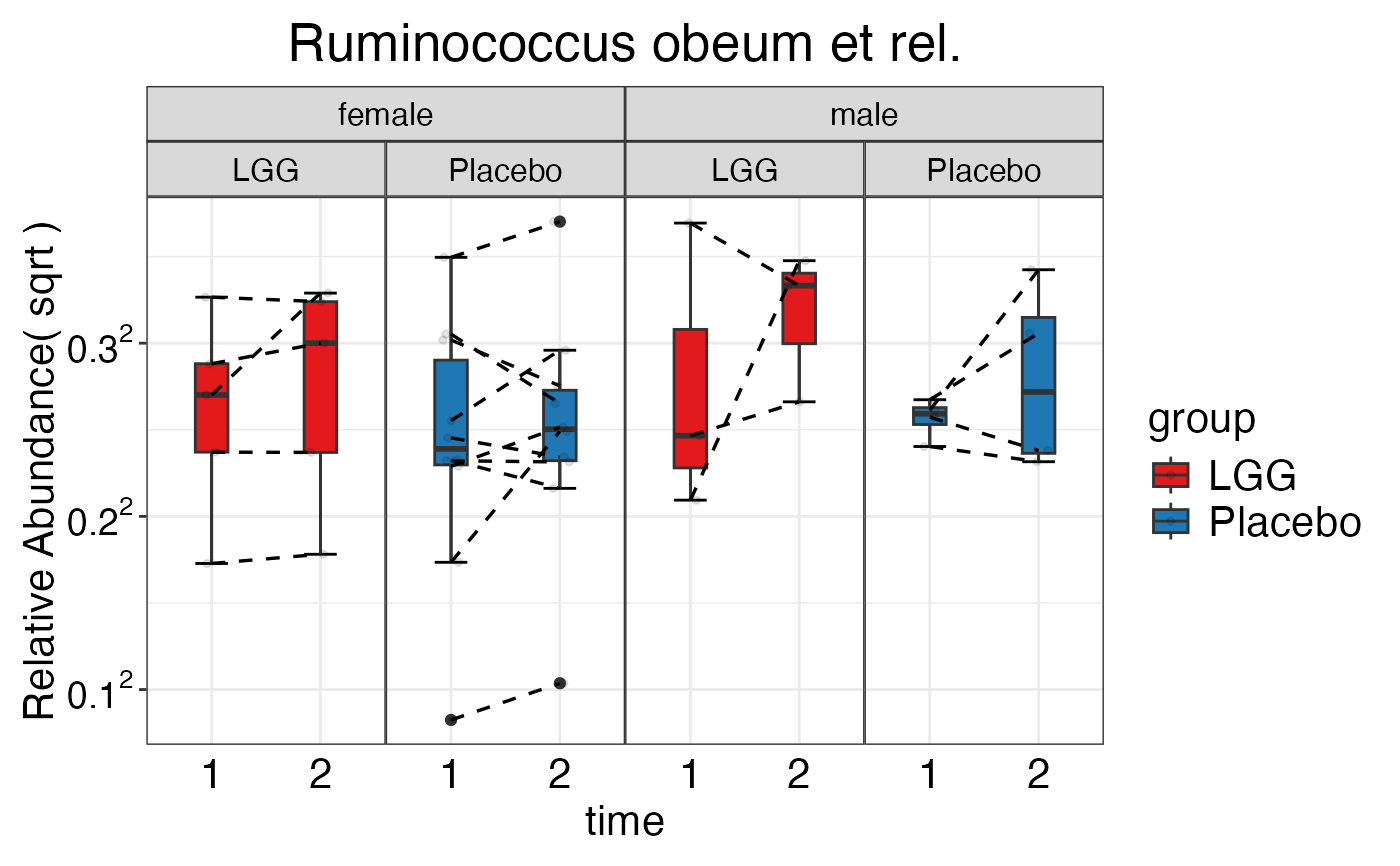 Ruminococcus obeum et rel.
female male
LGG Placebo LGG Placebo
Relative Abundance( sqrt )
0.3²
0.2²
0.1²
1 2 1 2 1 2 1 2
time
group
LGG
Placebo